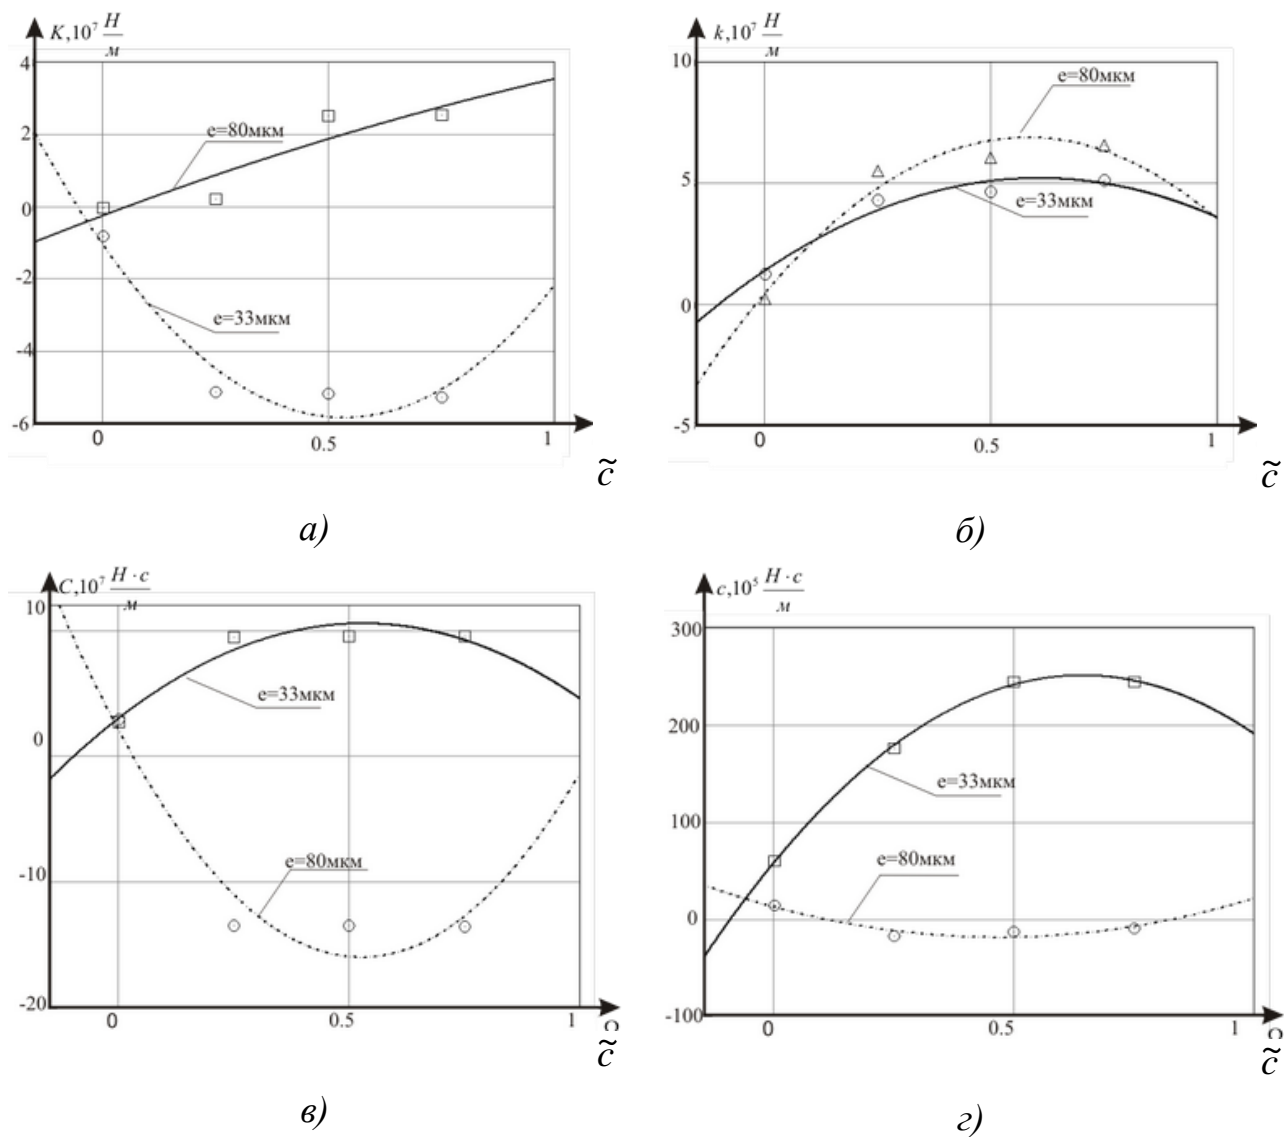 K,10⁷ Н/м
4
2
0
-2
-4
-6
e=80мкм
e=33мкм
0 0.5 1
c̃
а)
k,10⁷ Н/м
10
5
0
-5
e=80мкм
e=33мкм
0 0.5 1
c̃
б)
C,10⁷ Н·с/м
10
0
-10
-20
e=33мкм
e=80мкм
0 0.5 1
c̃
в)
c,10⁵ Н·с/м
300
200
100
0
-100
e=33мкм
e=80мкм
0 0.5 1
c̃
г)